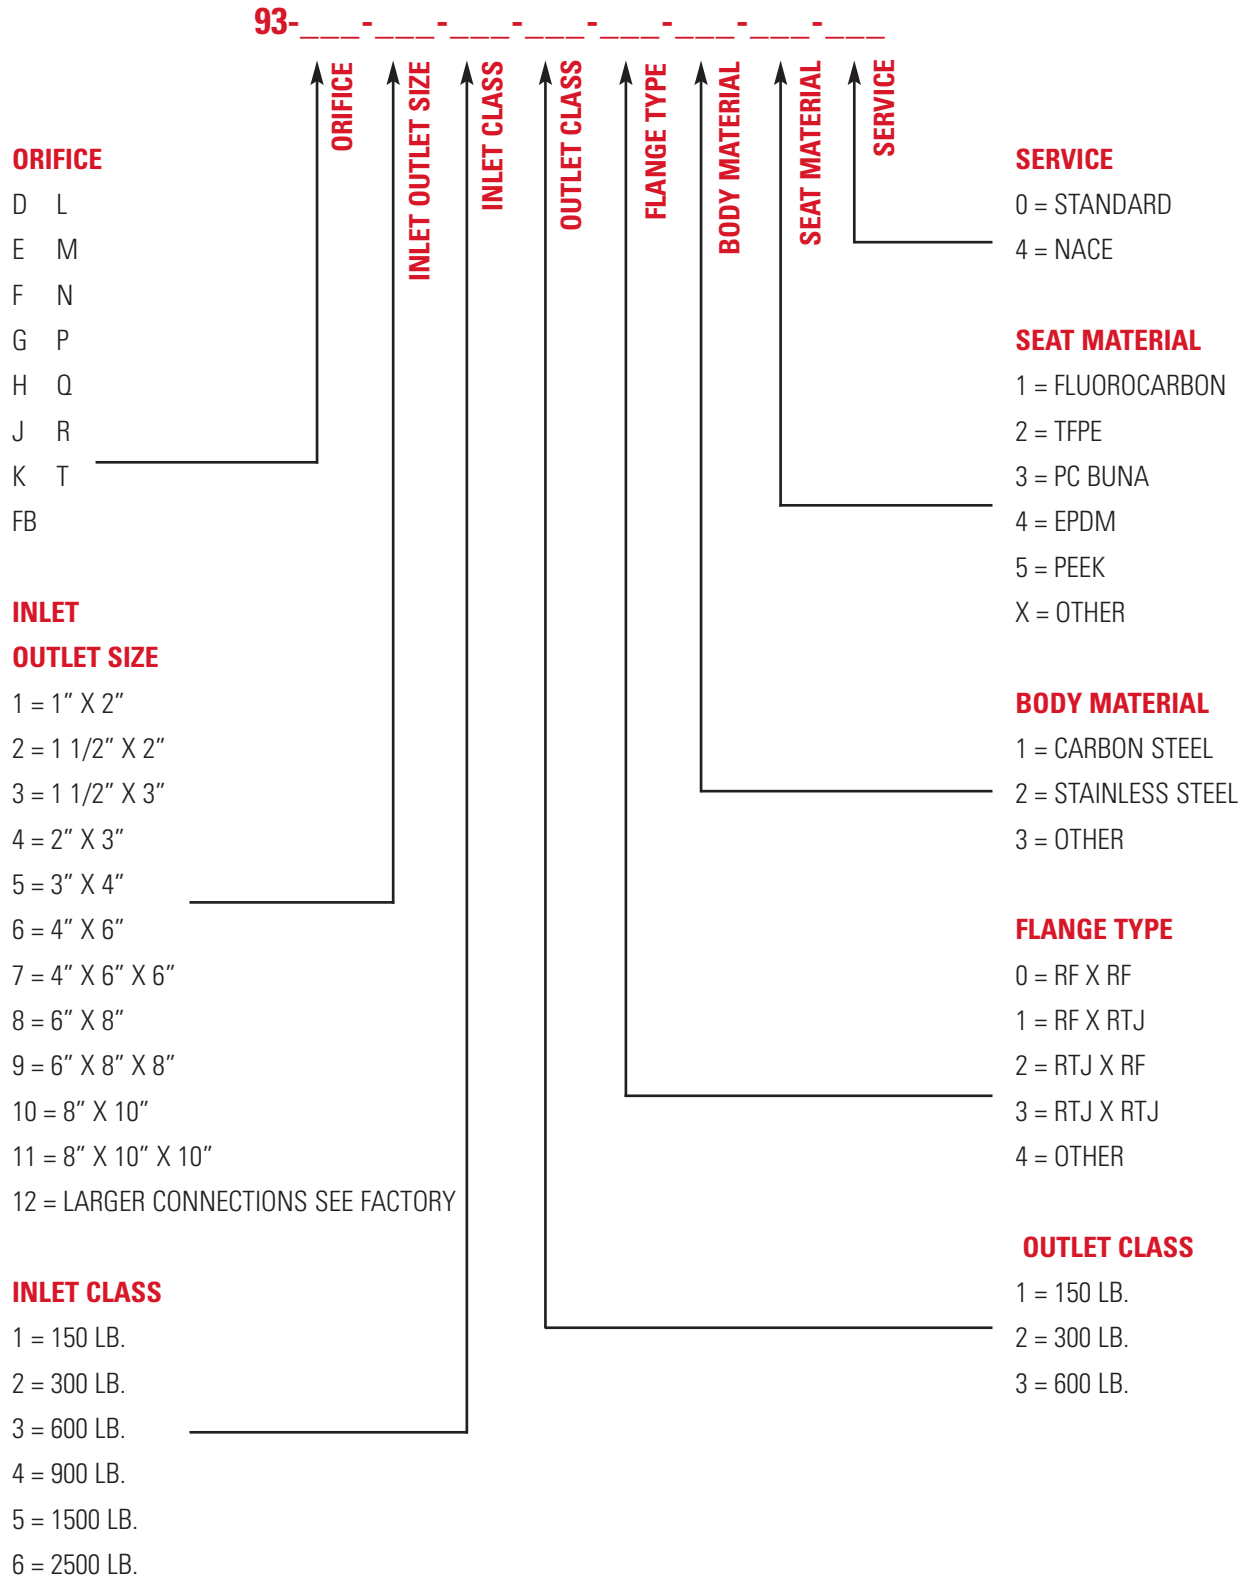 93-___-___-___-___-___-___-___-___
ORIFICE
INLET OUTLET SIZE
INLET CLASS
OUTLET CLASS
FLANGE TYPE
BODY MATERIAL
SEAT MATERIAL
SERVICE
ORIFICE
D L
E M
F N
G P
H Q
J R
K T
FB
INLET
OUTLET SIZE
1 = 1” X 2”
2 = 1 1/2” X 2”
3 = 1 1/2” X 3”
4 = 2” X 3”
5 = 3” X 4”
6 = 4” X 6”
7 = 4” X 6” X 6”
8 = 6” X 8”
9 = 6” X 8” X 8”
10 = 8” X 10”
11 = 8” X 10” X 10”
12 = LARGER CONNECTIONS SEE FACTORY
INLET CLASS
1 = 150 LB.
2 = 300 LB.
3 = 600 LB.
4 = 900 LB.
5 = 1500 LB.
6 = 2500 LB.
SERVICE
0 = STANDARD
4 = NACE
SEAT MATERIAL
1 = FLUOROCARBON
2 = TFPE
3 = PC BUNA
4 = EPDM
5 = PEEK
X = OTHER
BODY MATERIAL
1 = CARBON STEEL
2 = STAINLESS STEEL
3 = OTHER
FLANGE TYPE
0 = RF X RF
1 = RF X RTJ
2 = RTJ X RF
3 = RTJ X RTJ
4 = OTHER
OUTLET CLASS
1 = 150 LB.
2 = 300 LB.
3 = 600 LB.